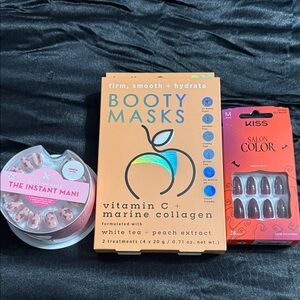 THE INSTANT MANI
firm, smooth + hydrate
BOOTY
MASKS
vitamin C +
marine collagen
formulated with
white tea + peach extract
2 treatments (4 x 20 g / 0.71 oz. net wt.)
M
KISS
SALON
COLOR
28